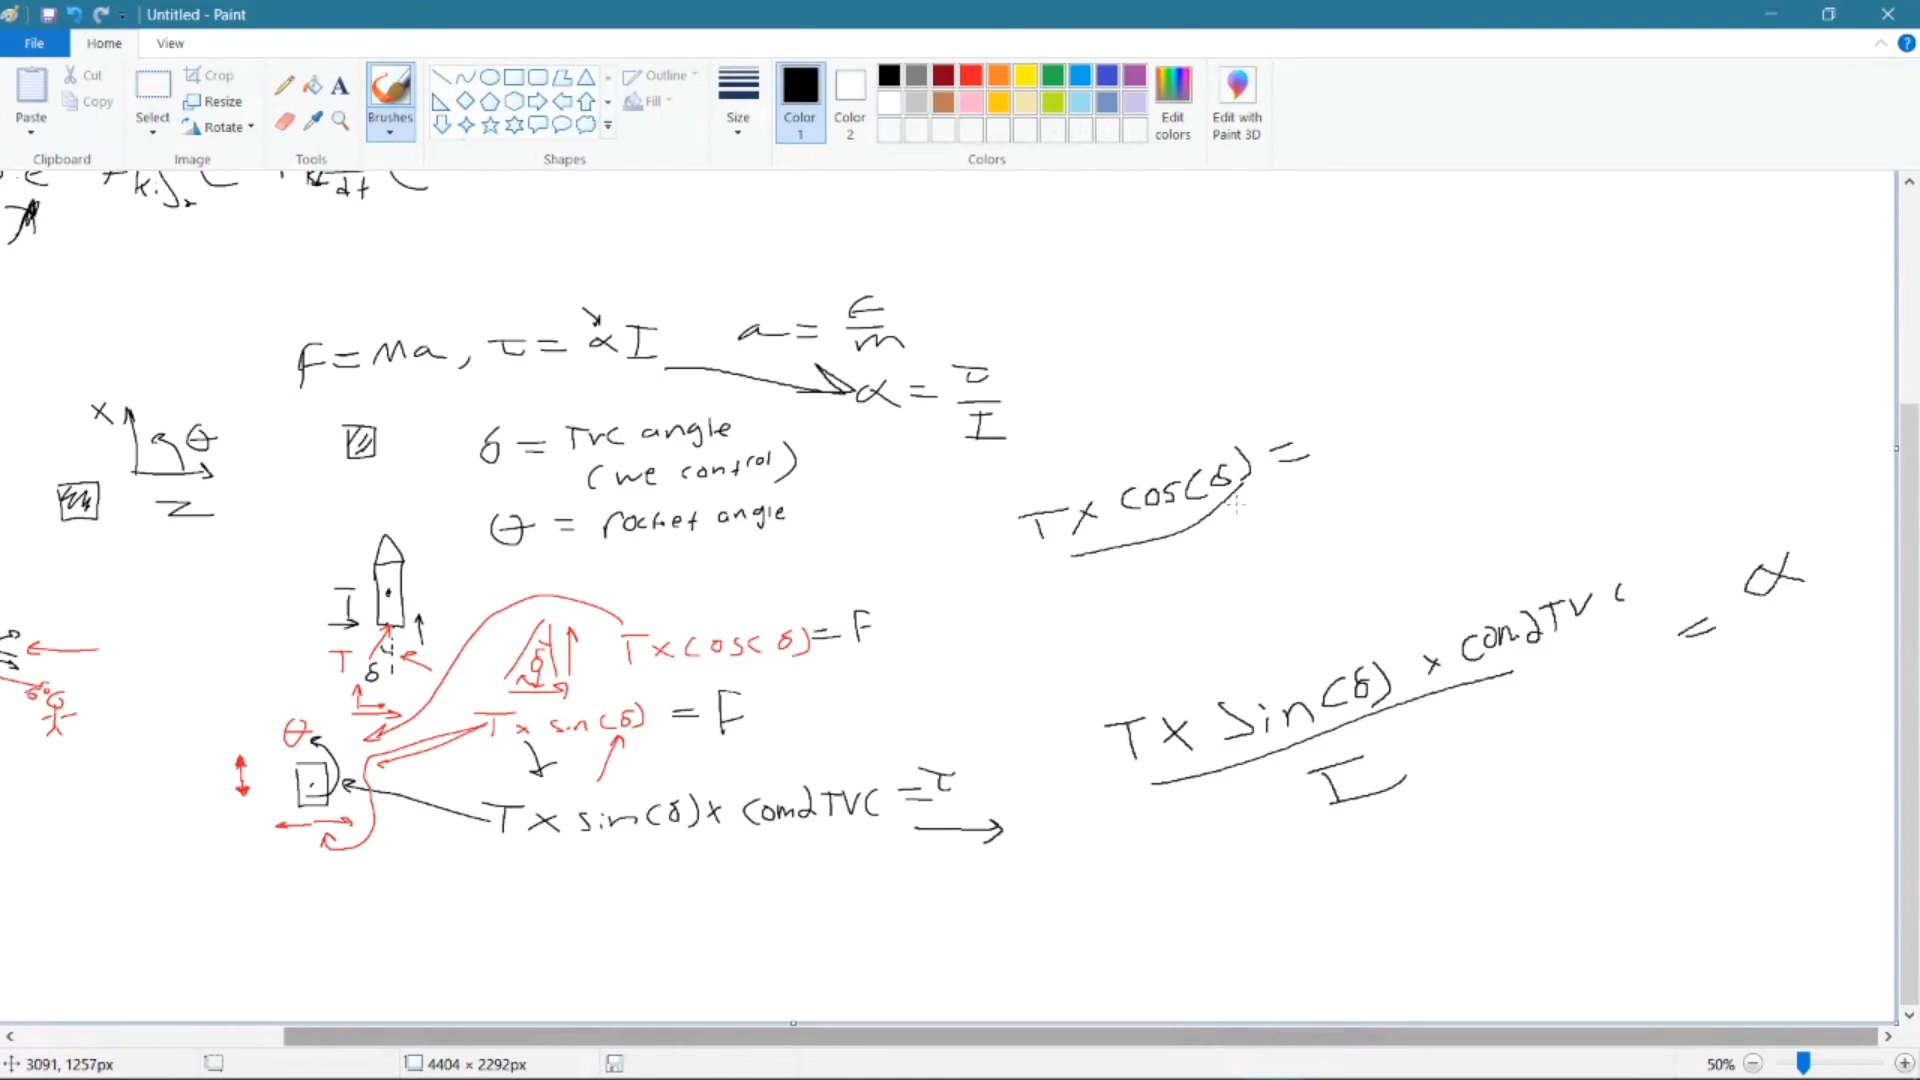 Untitled - Paint
File Home View
Paste
Cut
Copy
Clipboard
Select
Crop
Resize
Rotate
Image
A
Tools
Brushes
Outline
Fill
Shapes
Size
Color 1
Color 2
Edit colors
Edit with Paint 3D
Colors
F = Ma, τ = αI
a = F/m
α = τ/I
X
θ
Z
δ = TVC angle
(we control)
θ = rocket angle
T x cos(δ) =
I
T
δ
δ
T x cos(δ) = F
T x sin(δ) = F
θ
T x sin(δ) x com2TVC = τ
T x sin(δ) x com2TVC
I
= α
3091, 1257px
4404 × 2292px
50%